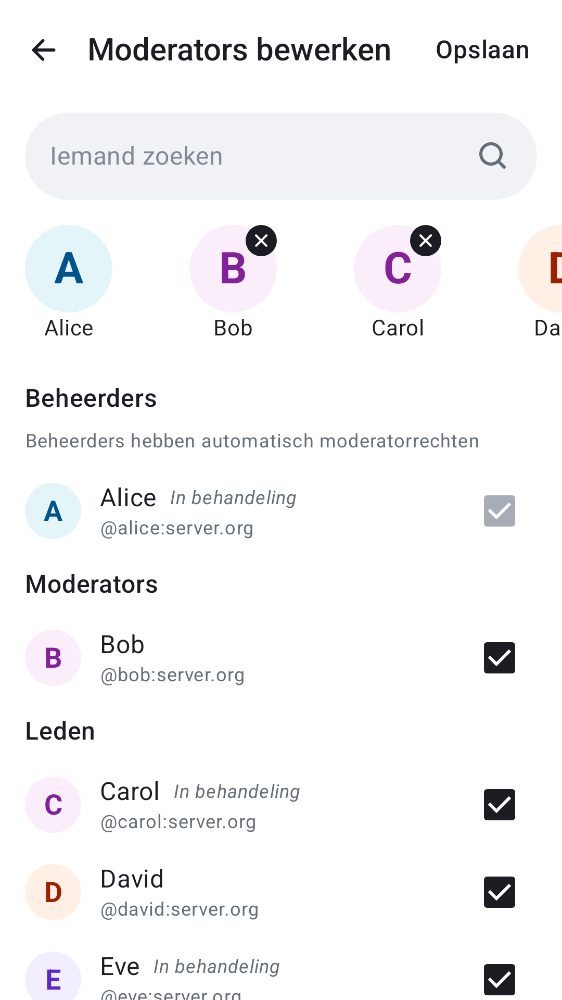 Moderators bewerken
Opslaan
Iemand zoeken
A
B
C
D
Alice
Bob
Carol
Da
Beheerders
Beheerders hebben automatisch moderatorrechten
A
Alice In behandeling
@alice:server.org
Moderators
B
Bob
@bob:server.org
Leden
C
Carol In behandeling
@carol:server.org
D
David
@david:server.org
E
Eve In behandeling
@eve:server.org